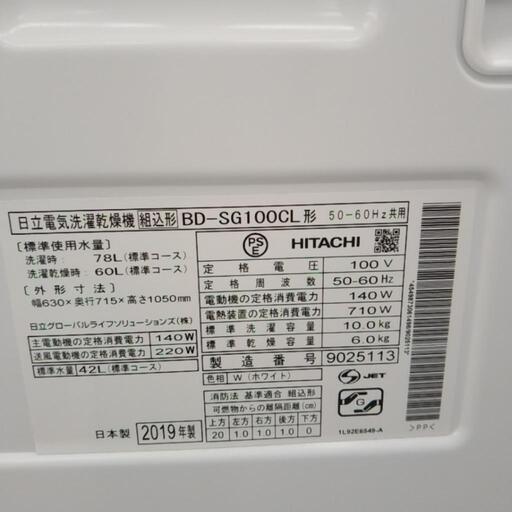 日立電気洗濯乾燥機 組込形 BD-SG100CL形 50-60Hz共用
〔標準使用水量〕
洗濯時： 78L(標準コース)
洗濯乾燥時：60L(標準コース)
〔外形寸法〕
幅630×奥行715×高さ1050mm
日立グローバルライフソリューションズ(株)
主電動機の定格消費電力 140W
送風電動機の定格消費電力 220W
標準水量 42L(標準コース)
日本製 2019年製
PS
E
HITACHI
定格電圧 100V
定格周波数 50-60Hz
電動機の定格消費電力 140W
電熱装置の定格消費電力 710W
標準洗濯容量 10.0kg
標準乾燥容量 6.0kg
製造番号 9025113
色相 W (ホワイト)
消防法 基準適合 組込形
可燃物からの離隔距離(cm)
上方 左方 右方 前方 後方 下方
20 1.0 1.0 1.0 0
JET
G
1L92E6549-A
>PP<